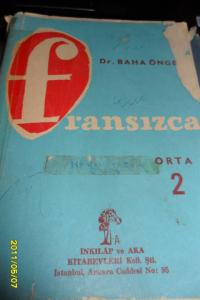 Dr. BAHA ÖNGE
fransızca
ORTA
2
A
İNKILÂP ve AKA
KİTABEVLERİ Koll. Şti.
İstanbul, Ankara Caddesi No: 95
2011/06/07